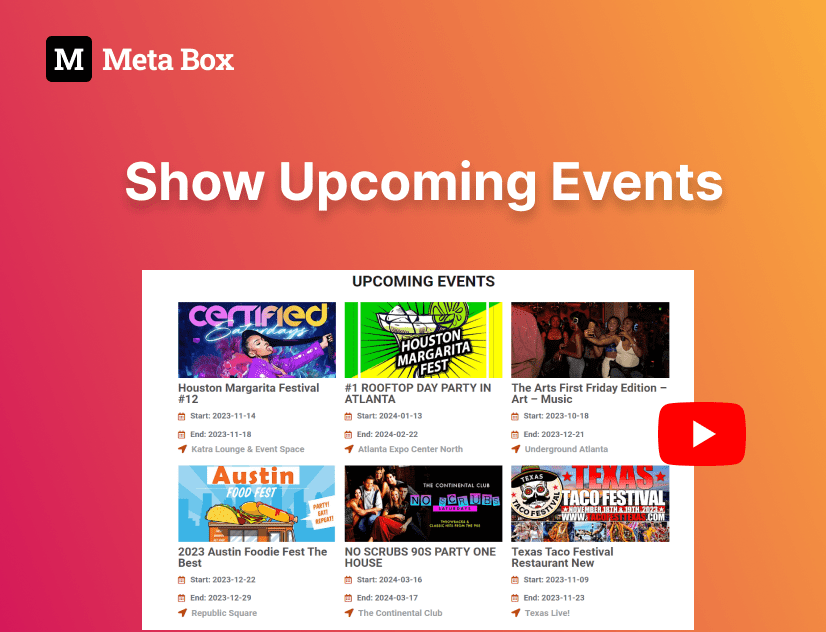 M Meta Box
Show Upcoming Events
UPCOMING EVENTS
CERTIFIED
Saturdays
HOUSTON
MARGARITA
FEST
Houston Margarita Festival
#12
Start: 2023-11-14
End: 2023-11-18
Katra Lounge & Event Space
#1 ROOFTOP DAY PARTY IN
ATLANTA
Start: 2024-01-13
End: 2024-02-22
Atlanta Expo Center North
The Arts First Friday Edition –
Art – Music
Start: 2023-10-18
End: 2023-12-21
Underground Atlanta
Austin
FOOD FEST
PARTY!
EAT!
REPEAT!
THE CONTINENTAL CLUB
NO SCRUBS
SATURDAYS
THROWBACKS &
CLASSIC HITS FROM THE 90S
TEXAS
TACO FESTIVAL
TEXAS
TACO FESTIVAL
NOVEMBER 18TH & 19TH, 2023
2023 Austin Foodie Fest The
Best
Start: 2023-12-22
End: 2023-12-29
Republic Square
NO SCRUBS 90S PARTY ONE
HOUSE
Start: 2024-03-16
End: 2024-03-17
The Continental Club
Texas Taco Festival
Restaurant New
Start: 2023-11-09
End: 2023-11-23
Texas Live!